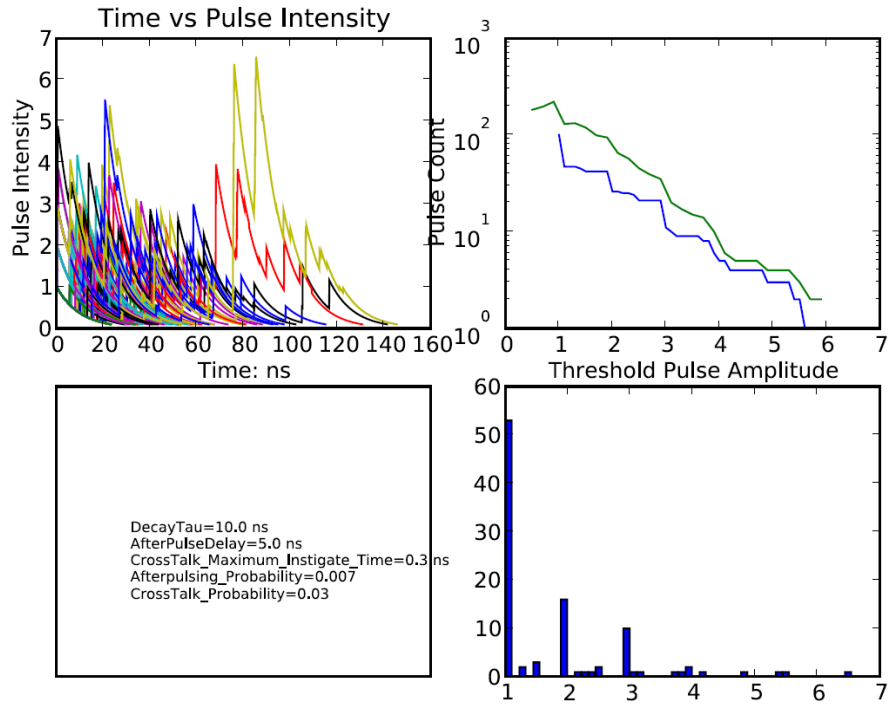 Time vs Pulse Intensity
7
6
5
4
3
2
1
0
Pulse Intensity
0 20 40 60 80 100 120 140 160
Time: ns
10^3
10^2
10^1
10^0
Pulse Count
0 1 2 3 4 5 6 7
Threshold Pulse Amplitude
DecayTau=10.0 ns
AfterPulseDelay=5.0 ns
CrossTalk_Maximum_Instigate_Time=0.3 ns
Afterpulsing_Probability=0.007
CrossTalk_Probability=0.03
60
50
40
30
20
10
0
1 2 3 4 5 6 7